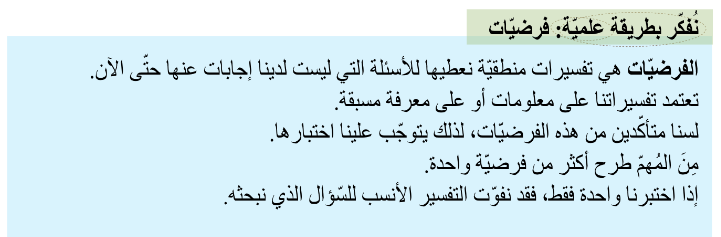 نُفكّر بطريقة علميّة: فرضيّات
الفرضيّات هي تفسيرات منطقيّة نعطيها للأسئلة التي ليست لدينا إجابات عنها حتّى الآن.
تعتمد تفسيراتنا على معلومات أو على معرفة مسبقة.
لسنا متأكّدين من هذه الفرضيّات، لذلك يتوجّب علينا اختبارها.
مِنَ المُهمّ طرح أكثر من فرضيّة واحدة.
إذا اختبرنا واحدة فقط، فقد نفوّت التفسير الأنسب للسّؤال الذي نبحثه.